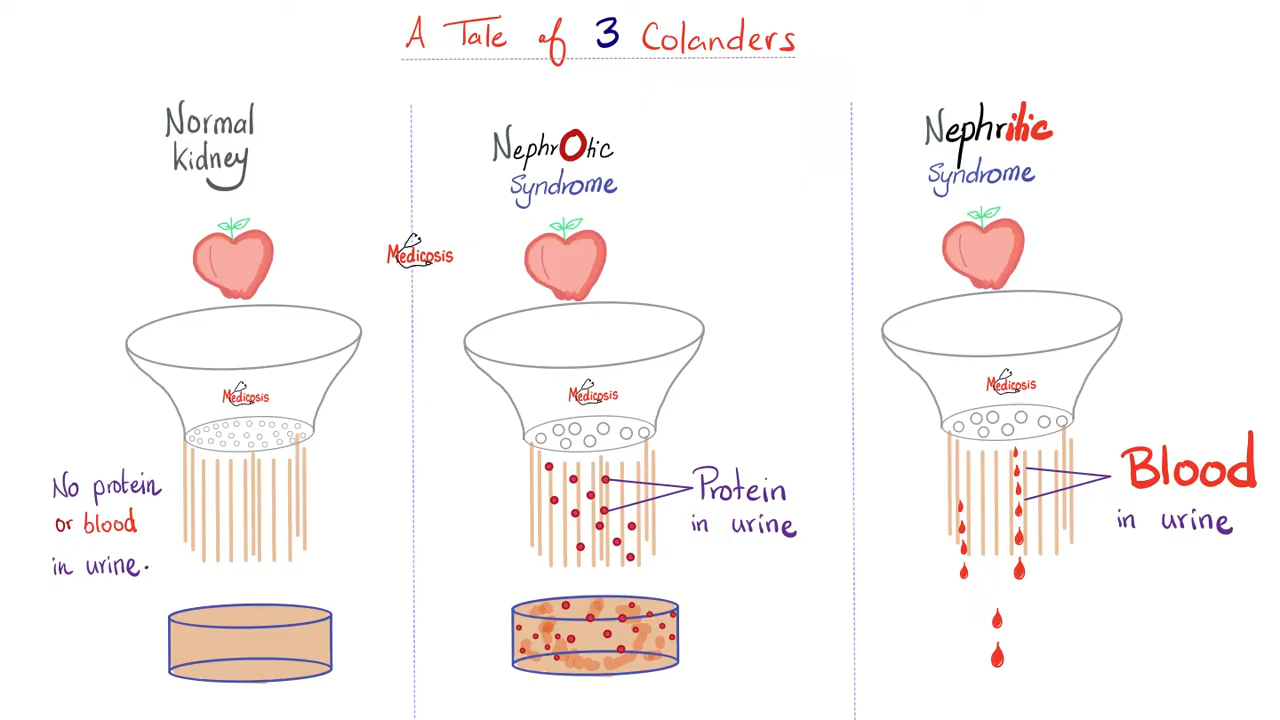 A Tale of 3 Colanders
Normal
kidney
NephrOtic
Syndrome
Nephritic
Syndrome
Medicosis
Medicosis
Medicosis
Medicosis
No protein
or blood
in urine.
Protein
in urine
Blood
in urine